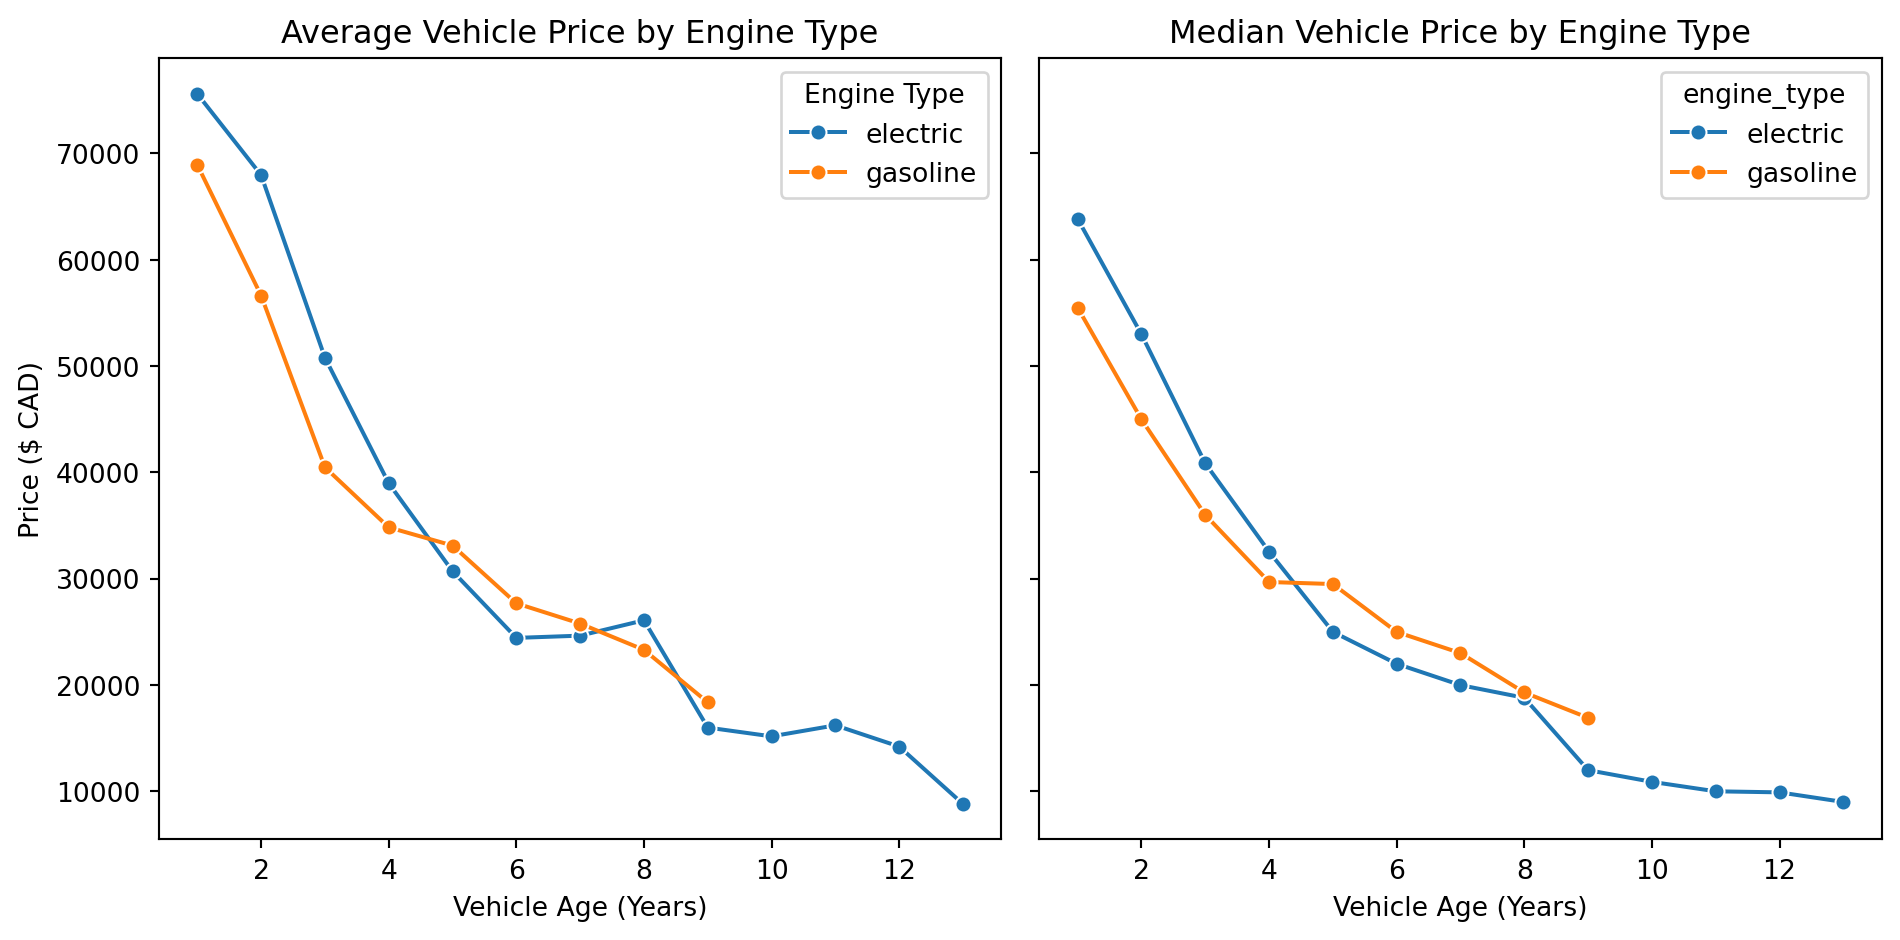 Average Vehicle Price by Engine Type
Engine Type
electric
gasoline
70000
60000
50000
40000
30000
20000
10000
Price ($ CAD)
2 4 6 8 10 12
Vehicle Age (Years)
Median Vehicle Price by Engine Type
engine_type
electric
gasoline
2 4 6 8 10 12
Vehicle Age (Years)